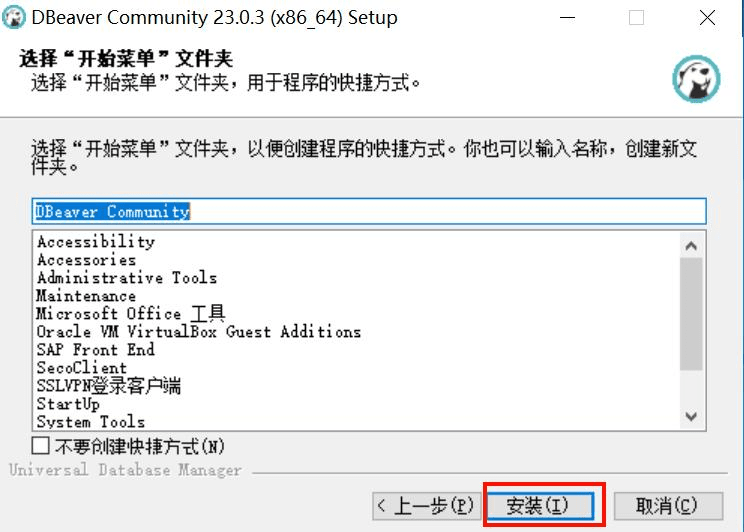 DBeaver Community 23.0.3 (x86_64) Setup
选择“开始菜单”文件夹
选择“开始菜单”文件夹，用于程序的快捷方式。
选择“开始菜单”文件夹，以便创建程序的快捷方式。你也可以输入名称，创建新文
件夹。
DBeaver Community
Accessibility
Accessories
Administrative Tools
Maintenance
Microsoft Office 工具
Oracle VM VirtualBox Guest Additions
SAP Front End
SecoClient
SSLVPN登录客户端
StartUp
System Tools
不要创建快捷方式(N)
Universal Database Manager
< 上一步(P) 安装(I) 取消(C)